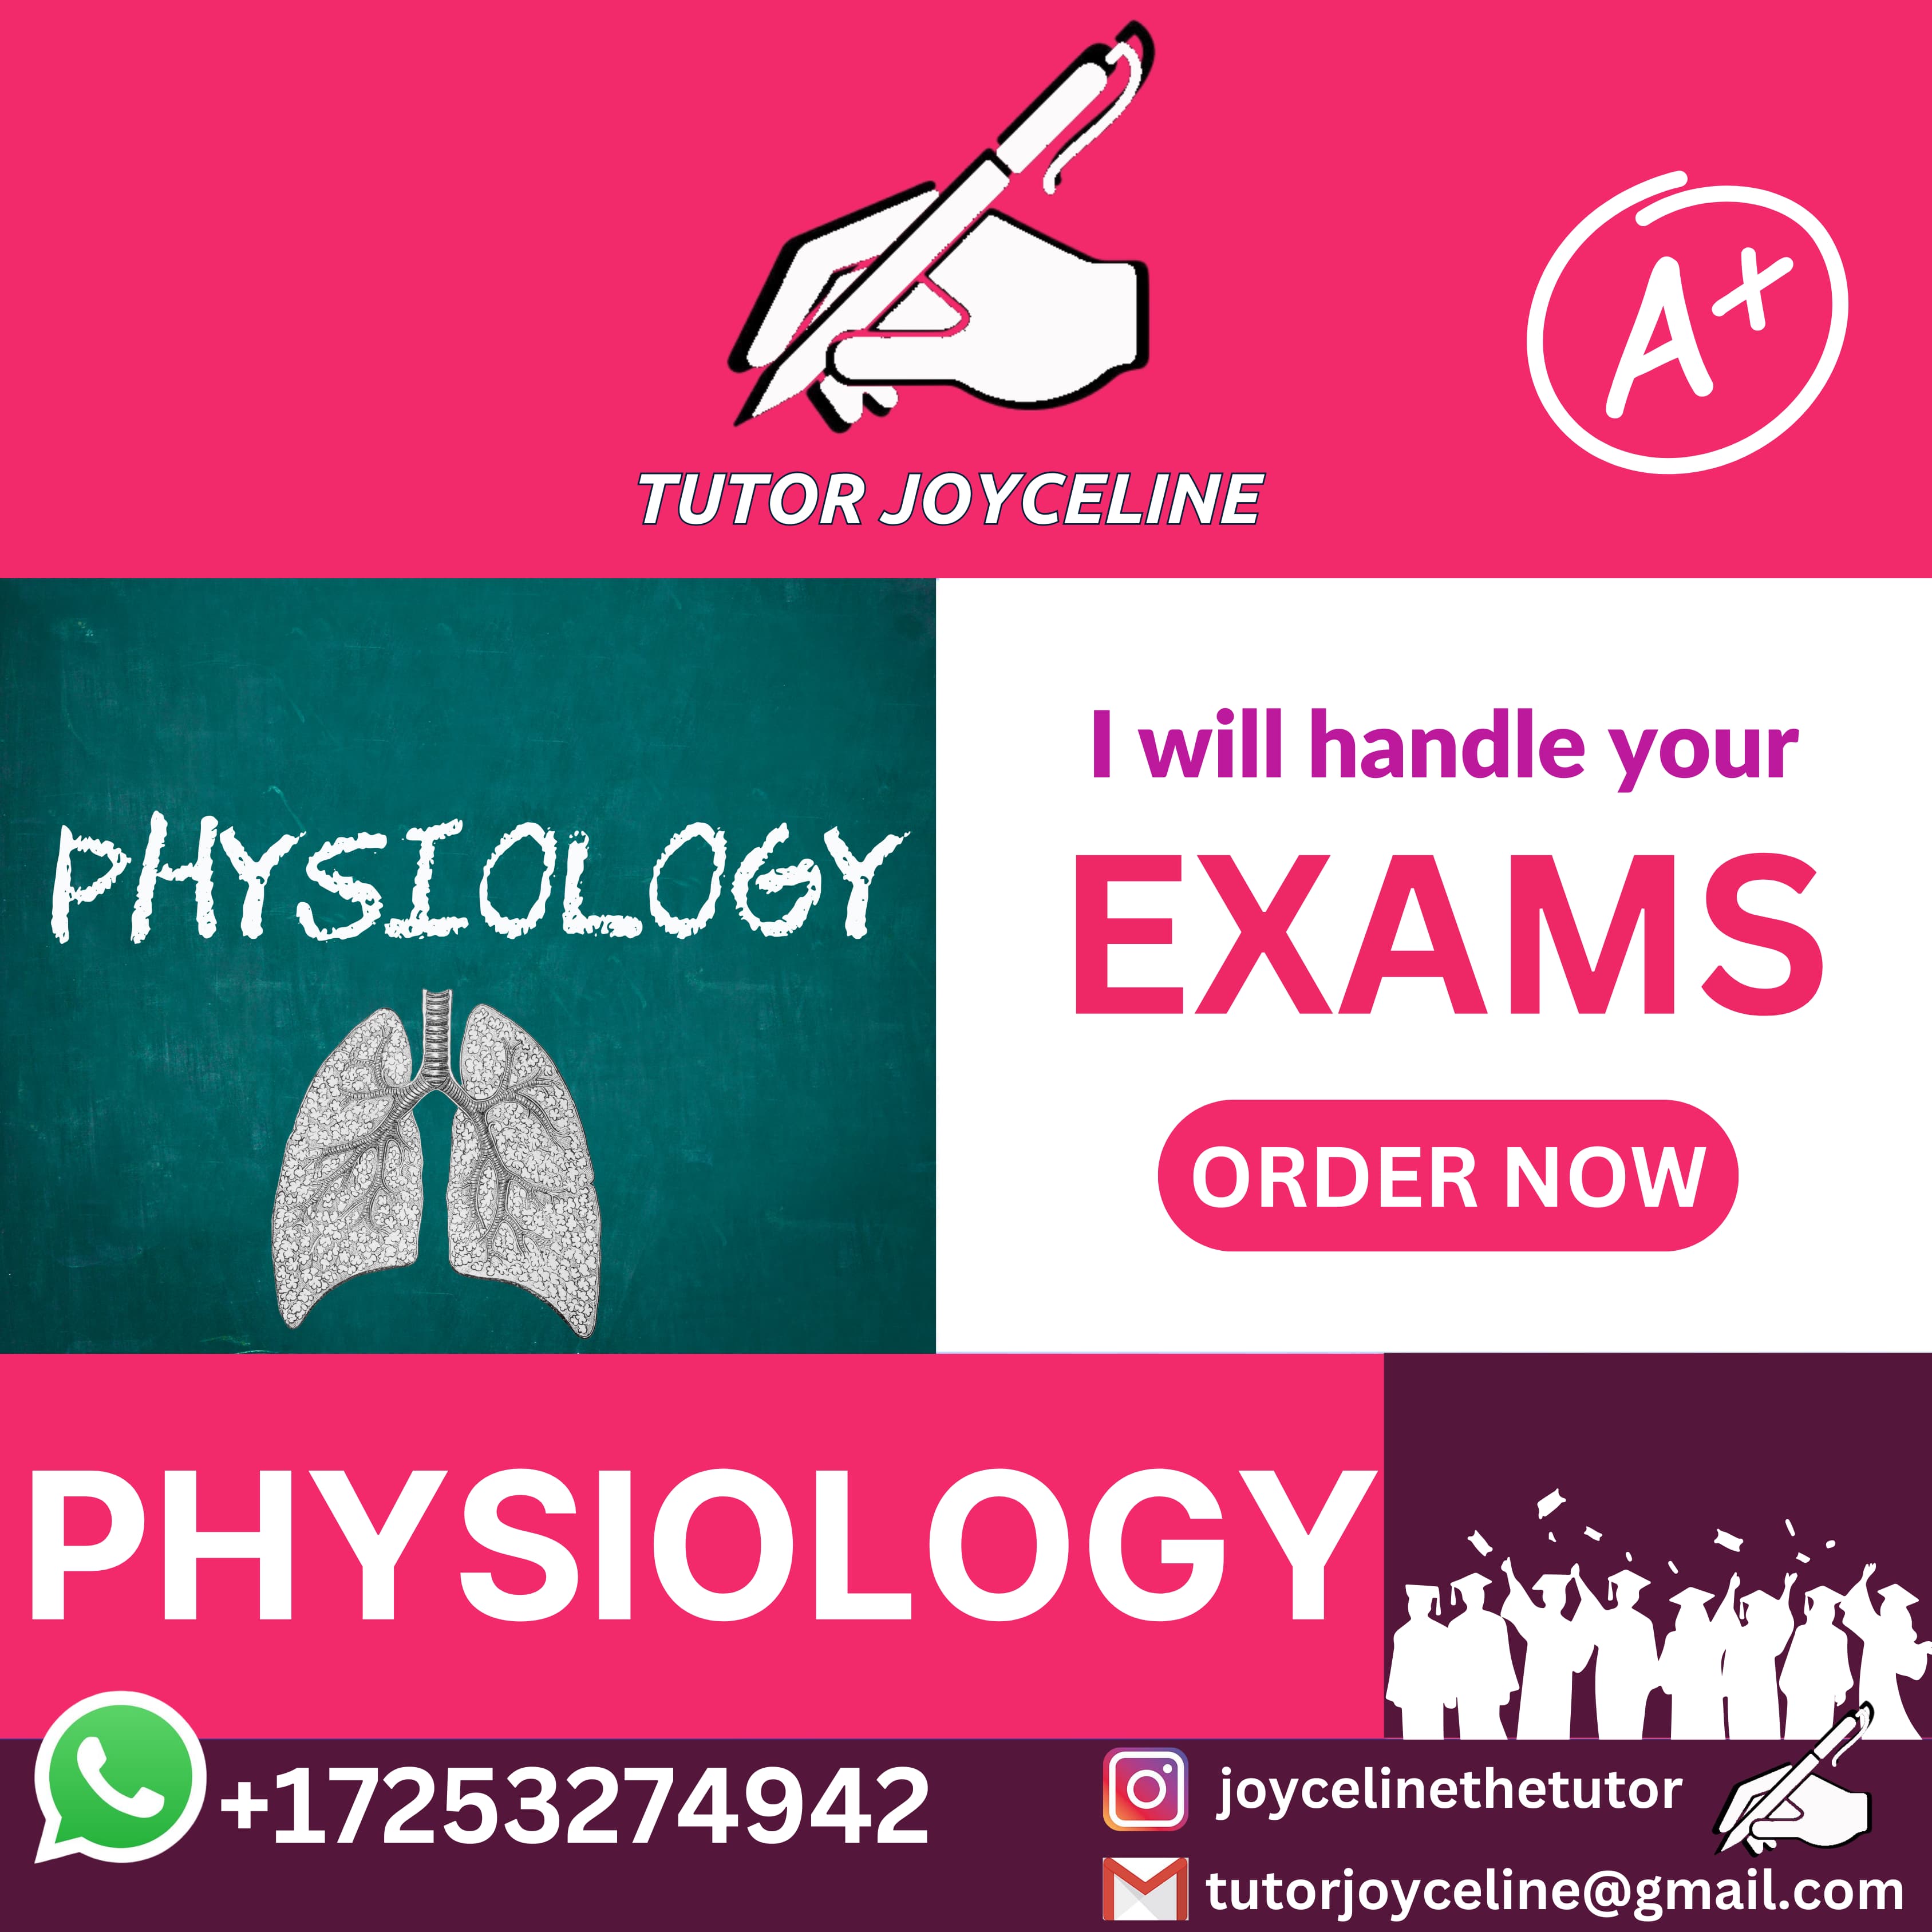 A+
TUTOR JOYCELINE
PHYSIOLOGY
I will handle your
EXAMS
ORDER NOW
PHYSIOLOGY
+17253274942
joycelinethetutor
tutorjoyceline@gmail.com